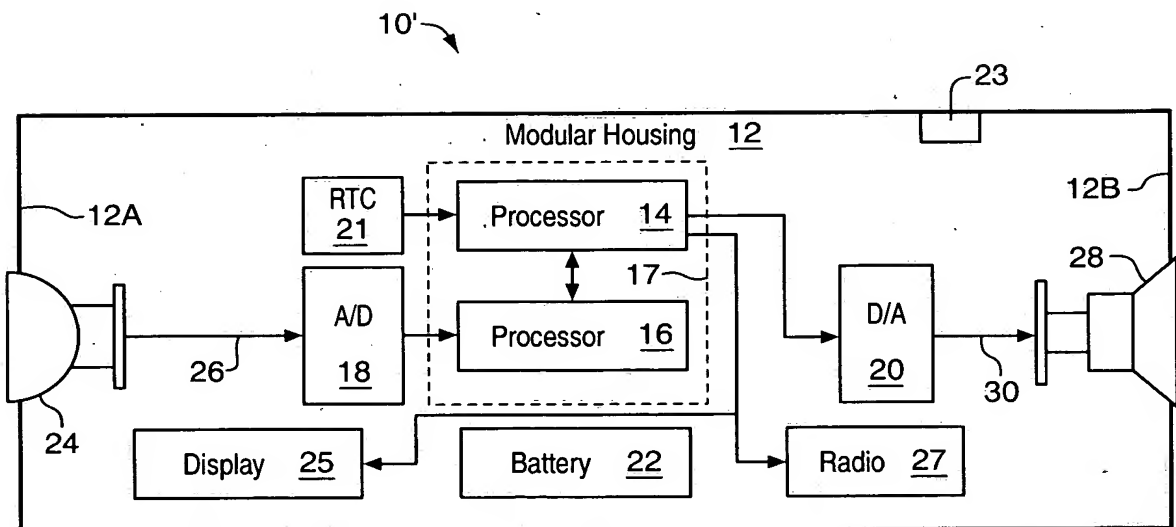 10'
23
Modular Housing 12
12A
12B
RTC
21
Processor 14
17
28
A/D
18
Processor 16
D/A
20
26
30
24
Display 25
Battery 22
Radio 27